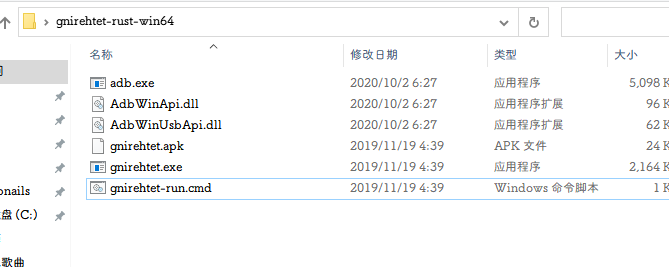 gnirehtet-rust-win64
名称 修改日期 类型 大小
adb.exe 2020/10/2 6:27 应用程序 5,098 K
AdbWinApi.dll 2020/10/2 6:27 应用程序扩展 96 K
AdbWinUsbApi.dll 2020/10/2 6:27 应用程序扩展 62 K
gnirehtet.apk 2019/11/19 4:39 APK 文件 24 K
gnirehtet.exe 2019/11/19 4:39 应用程序 2,164 K
gnirehtet-run.cmd 2019/11/19 4:39 Windows 命令脚本 1 K
nails
盘 (C:)
歌曲